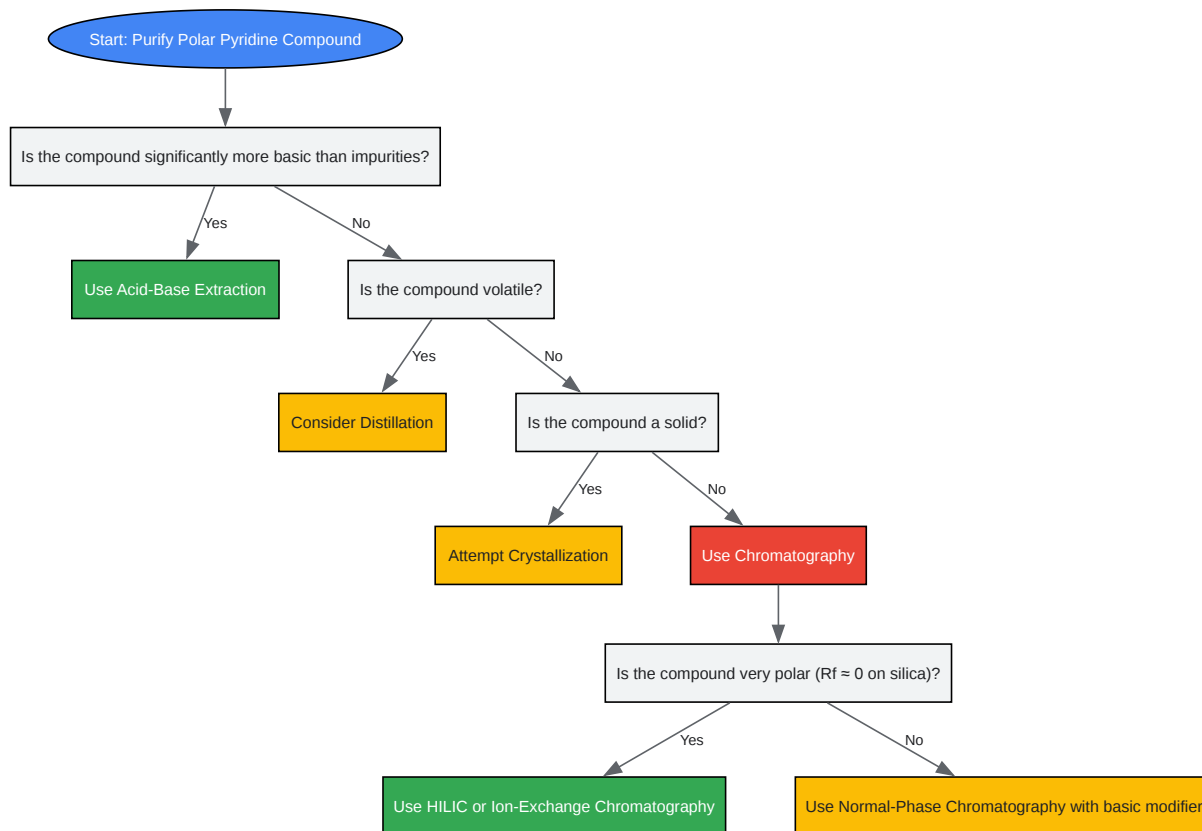 Start: Purify Polar Pyridine Compound
Is the compound significantly more basic than impurities?
Yes
No
Use Acid-Base Extraction
Is the compound volatile?
Yes
No
Consider Distillation
Is the compound a solid?
Yes
No
Attempt Crystallization
Use Chromatography
Is the compound very polar (Rf ≈ 0 on silica)?
Yes
No
Use HILIC or Ion-Exchange Chromatography
Use Normal-Phase Chromatography with basic modifier